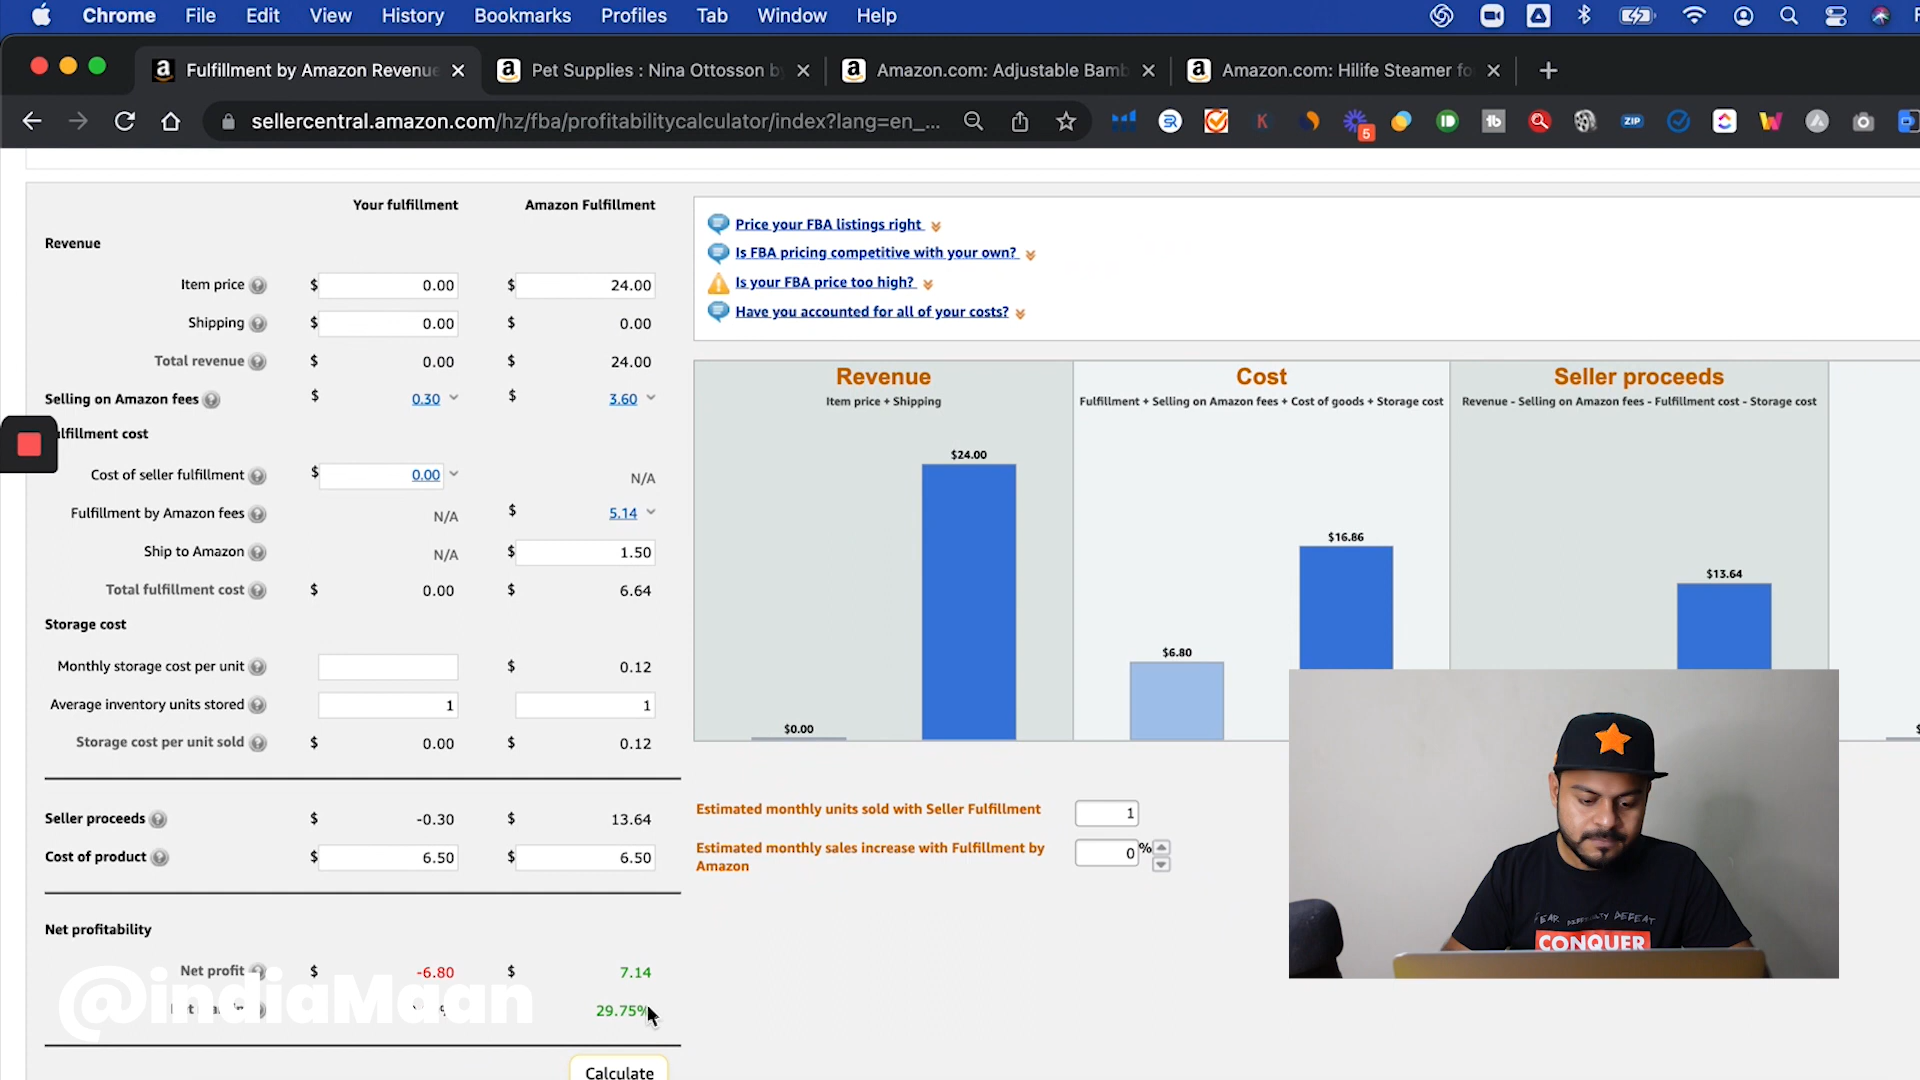 Chrome File Edit View History Bookmarks Profiles Tab Window Help
Fulfillment by Amazon Revenue Pet Supplies : Nina Ottosson by Amazon.com: Adjustable Bamb Amazon.com: Hilife Steamer fo
sellercentral.amazon.com/hz/fba/profitabilitycalculator/index?lang=en_...
5 ZIP
Your fulfillment Amazon Fulfillment
Revenue
Item price $ 0.00 $ 24.00
Shipping $ 0.00 $ 0.00
Total revenue $ 0.00 $ 24.00
Selling on Amazon fees $ 0.30 $ 3.60
lfillment cost
Cost of seller fulfillment $ 0.00 N/A
Fulfillment by Amazon fees N/A $ 5.14
Ship to Amazon N/A $ 1.50
Total fulfillment cost $ 0.00 $ 6.64
Storage cost
Monthly storage cost per unit $ 0.12
Average inventory units stored 1 1
Storage cost per unit sold $ 0.00 $ 0.12
Seller proceeds $ -0.30 $ 13.64
Cost of product $ 6.50 $ 6.50
Net profitability
Net profit $ -6.80 $ 7.14
29.75%
@indiaMaan
Calculate
Price your FBA listings right
Is FBA pricing competitive with your own?
Is your FBA price too high?
Have you accounted for all of your costs?
Revenue
Item price + Shipping
$24.00
$0.00
Cost
Fulfillment + Selling on Amazon fees + Cost of goods + Storage cost
$16.86
$6.80
Seller proceeds
Revenue - Selling on Amazon fees - Fulfillment cost - Storage cost
$13.64
Estimated monthly units sold with Seller Fulfillment 1
Estimated monthly sales increase with Fulfillment by
Amazon 0 %
FEAR DIFFICULTY DEFEAT
CONQUER